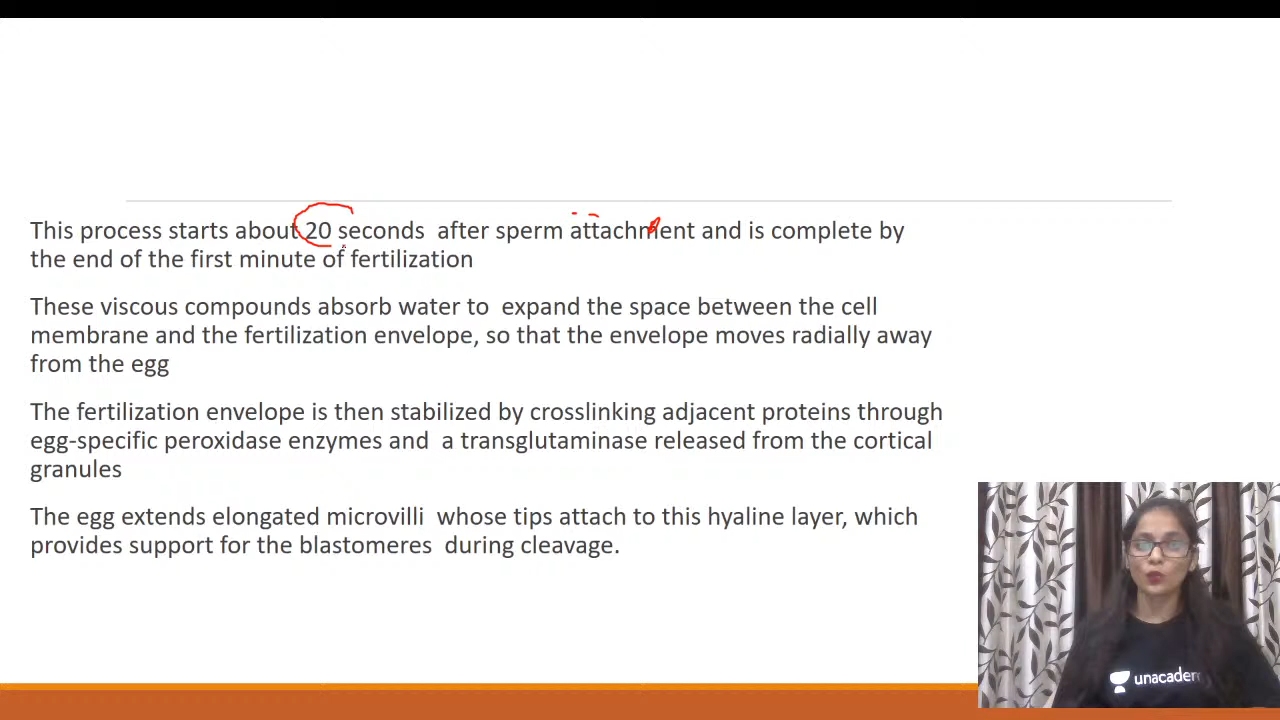 This process starts about 20 seconds after sperm attachment and is complete by
the end of the first minute of fertilization
These viscous compounds absorb water to expand the space between the cell
membrane and the fertilization envelope, so that the envelope moves radially away
from the egg
The fertilization envelope is then stabilized by crosslinking adjacent proteins through
egg-specific peroxidase enzymes and a transglutaminase released from the cortical
granules
The egg extends elongated microvilli whose tips attach to this hyaline layer, which
provides support for the blastomeres during cleavage.
unacademy